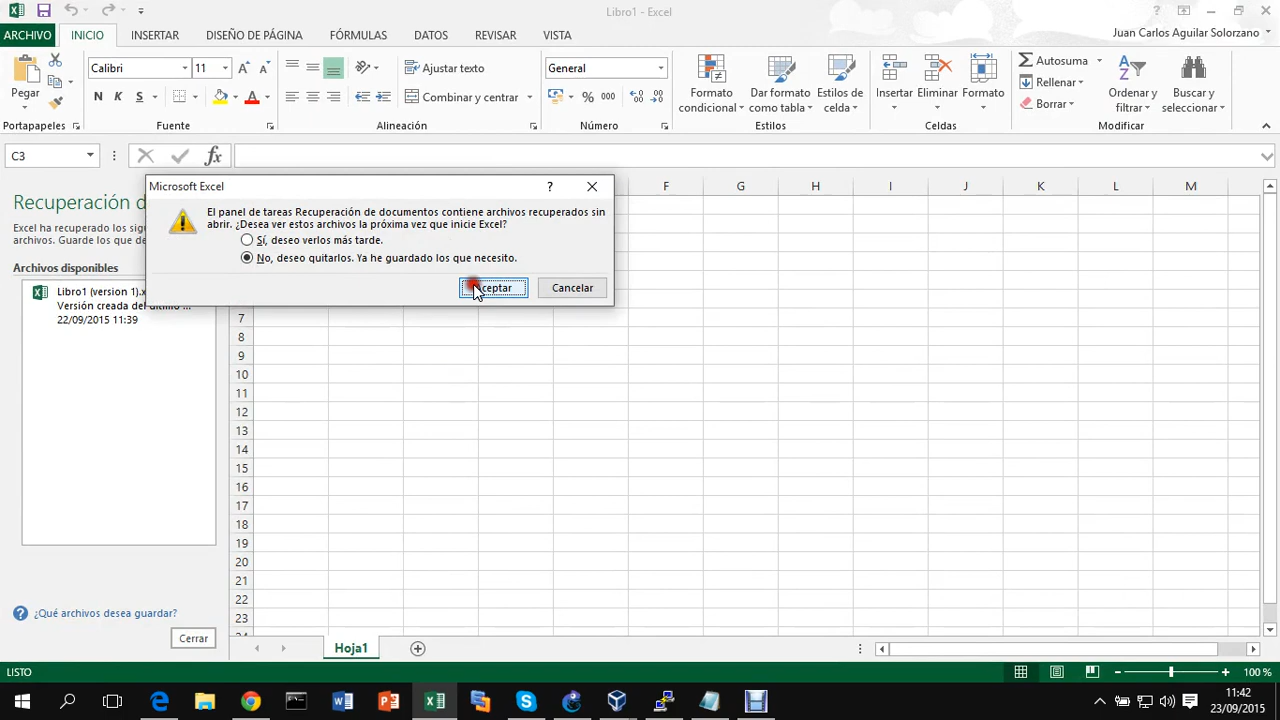 Libro1 - Excel
ARCHIVO INICIO INSERTAR DISEÑO DE PÁGINA FÓRMULAS DATOS REVISAR VISTA
Juan Carlos Aguilar Solorzano
Pegar
Calibri 11
N K S
Ajustar texto
Combinar y centrar
General
% 000
Formato condicional
Dar formato como tabla
Estilos de celda
Insertar Eliminar Formato
Autosuma
Rellenar
Borrar
Ordenar y filtrar
Buscar y seleccionar
Portapapeles Fuente Alineación Número Estilos Celdas Modificar
C3
fx
F G H I J K L M
Microsoft Excel
El panel de tareas Recuperación de documentos contiene archivos recuperados sin
abrir. ¿Desea ver estos archivos la próxima vez que inicie Excel?
Sí, deseo verlos más tarde.
No, deseo quitarlos. Ya he guardado los que necesito.
Cancelar
Recuperación d
Excel ha recuperado los sig
archivos. Guarde los que de
Archivos disponibles
Libro1 (version 1).x
Versión creada del último ...
22/09/2015 11:39
7
8
9
10
11
12
13
14
15
16
17
18
19
20
21
22
23
¿Qué archivos desea guardar?
Cerrar
Hoja1
LISTO
100 %
11:42
23/09/2015